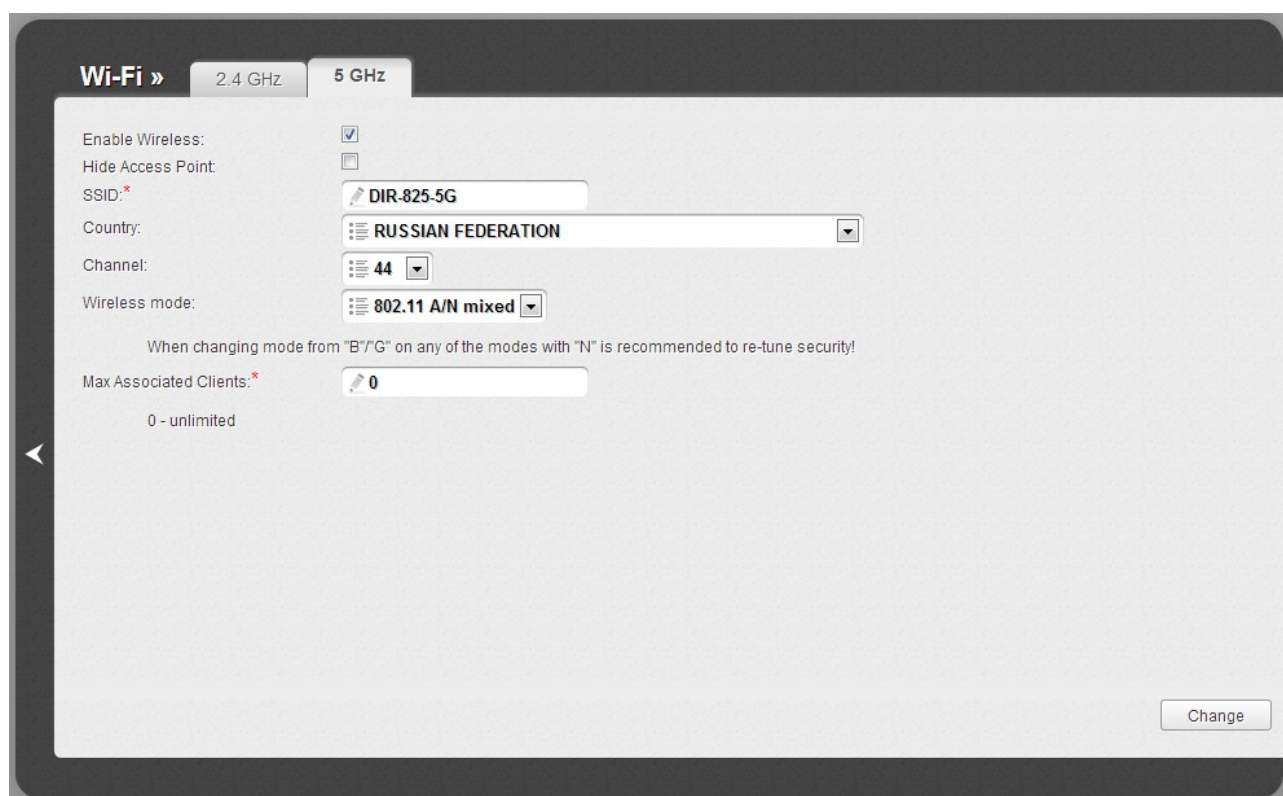 Wi-Fi » 2.4 GHz 5 GHz
Enable Wireless:
Hide Access Point:
SSID:* DIR-825-5G
Country: RUSSIAN FEDERATION
Channel: 44
Wireless mode: 802.11 A/N mixed
When changing mode from "B"/"G" on any of the modes with "N" is recommended to re-tune security!
Max Associated Clients:* 0
0 - unlimited
Change